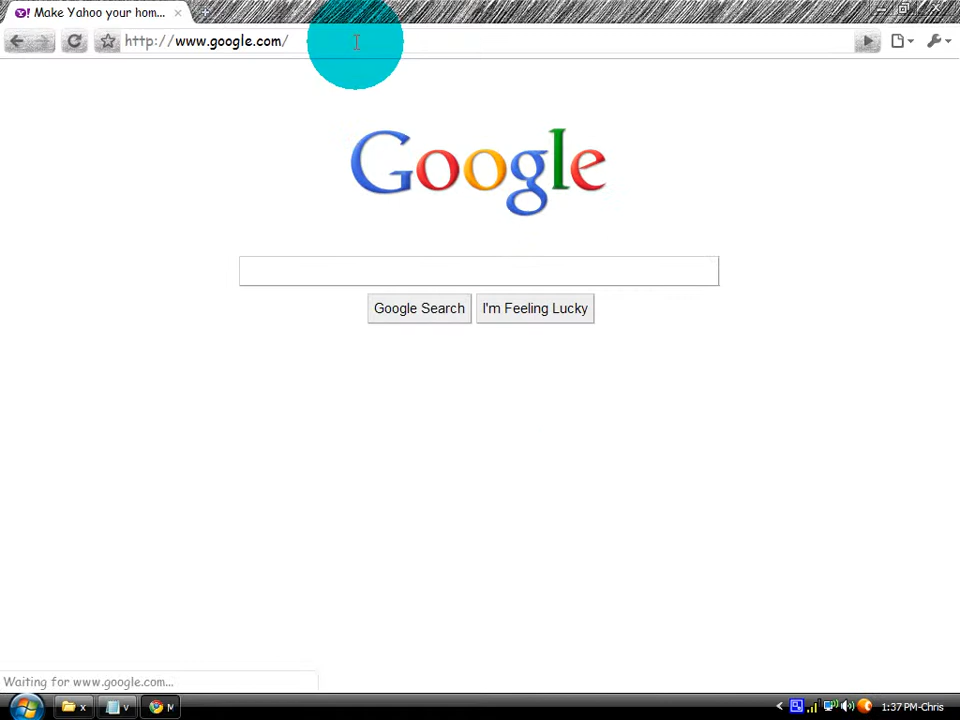 Y! Make Yahoo your hom...
http://www.google.com/
Google
Google Search
I'm Feeling Lucky
Waiting for www.google.com...
x
v
M
1:37 PM-Chris